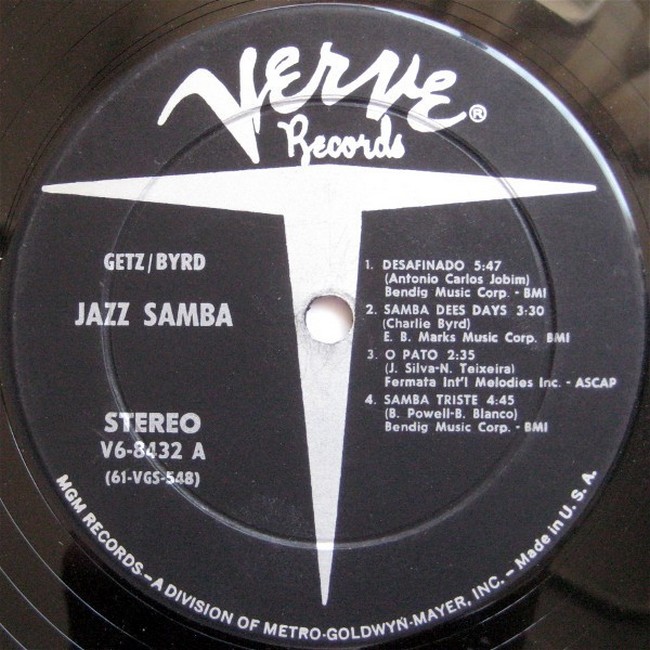 VERVE®
Records
GETZ/BYRD
JAZZ SAMBA
STEREO
V6-8432 A
(61-VGS-548)
1. DESAFINADO 5:47
(Antonio Carlos Jobim)
Bendig Music Corp. - BMI
2. SAMBA DEES DAYS 3:30
(Charlie Byrd)
E. B. Marks Music Corp. BMI
3. O PATO 2:35
(J. Silva-N. Teixeira)
Fermata Int'l Melodies Inc. - ASCAP
4. SAMBA TRISTE 4:45
(B. Powell-B. Blanco)
Bendig Music Corp. - BMI
MGM RECORDS—A DIVISION OF METRO-GOLDWYN-MAYER, INC. — Made in U. S. A.